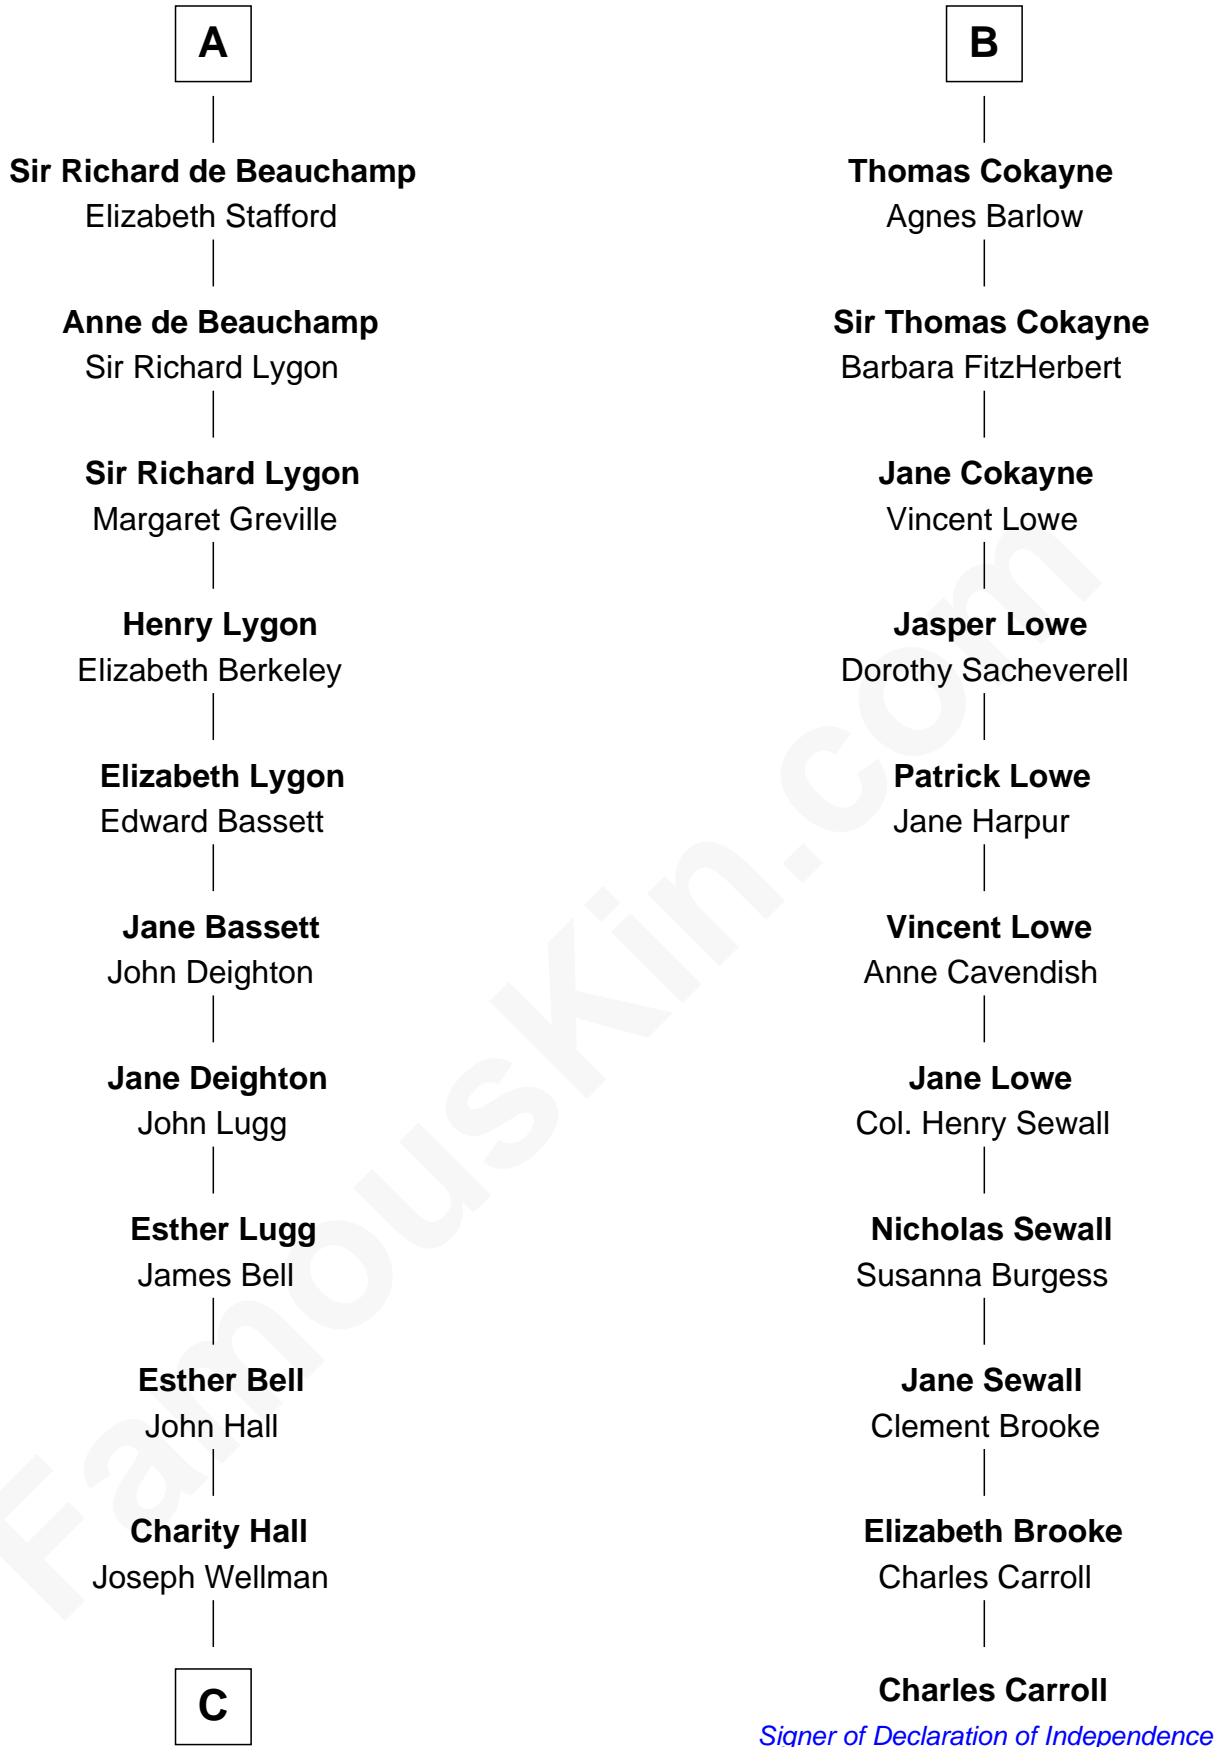 A
Sir Richard de Beauchamp
Elizabeth Stafford
Anne de Beauchamp
Sir Richard Lygon
Sir Richard Lygon
Margaret Greville
Henry Lygon
Elizabeth Berkeley
Elizabeth Lygon
Edward Bassett
Jane Bassett
John Deighton
Jane Deighton
John Lugg
Esther Lugg
James Bell
Esther Bell
John Hall
Charity Hall
Joseph Wellman
C
B
Thomas Cokayne
Agnes Barlow
Sir Thomas Cokayne
Barbara FitzHerbert
Jane Cokayne
Vincent Lowe
Jasper Lowe
Dorothy Sacheverell
Patrick Lowe
Jane Harpur
Vincent Lowe
Anne Cavendish
Jane Lowe
Col. Henry Sewall
Nicholas Sewall
Susanna Burgess
Jane Sewall
Clement Brooke
Elizabeth Brooke
Charles Carroll
Charles Carroll
Signer of Declaration of Independence
FamousKin.com